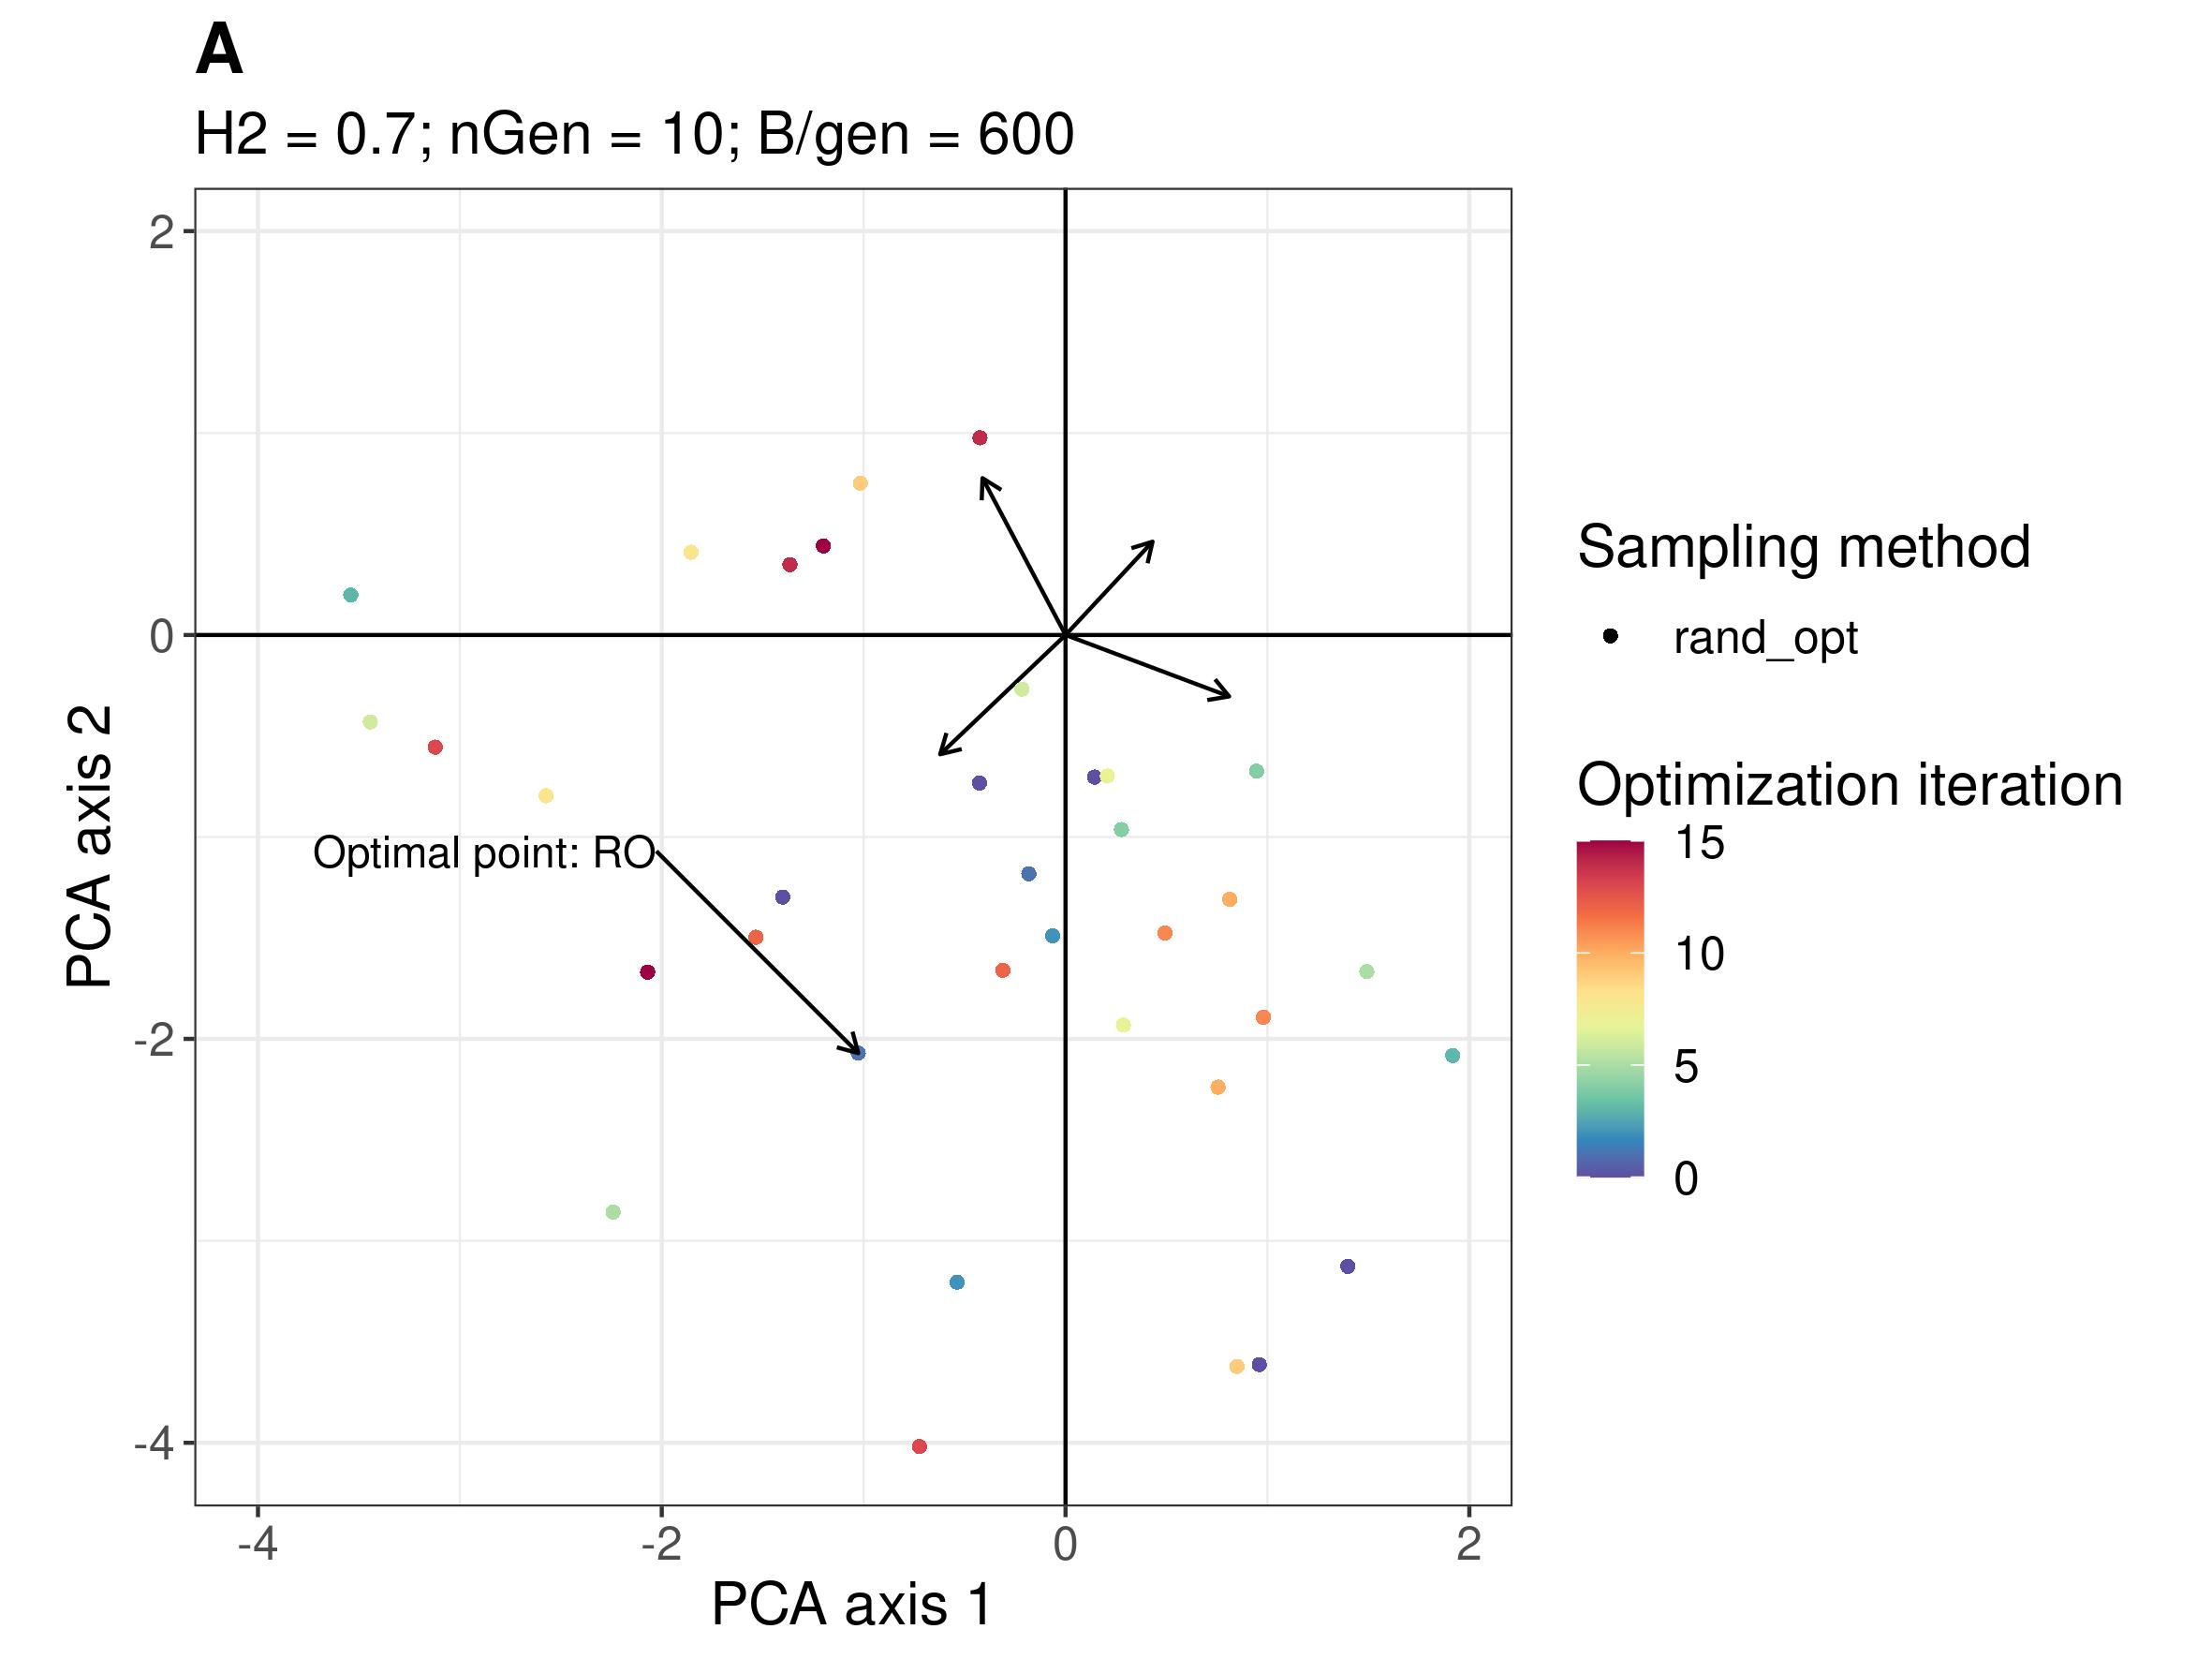 A
H2 = 0.7; nGen = 10; B/gen = 600
2
0
-2
-4
PCA axis 2
Optimal point: RO
-4
-2
0
2
PCA axis 1
Sampling method
rand_opt
Optimization iteration
15
10
5
0